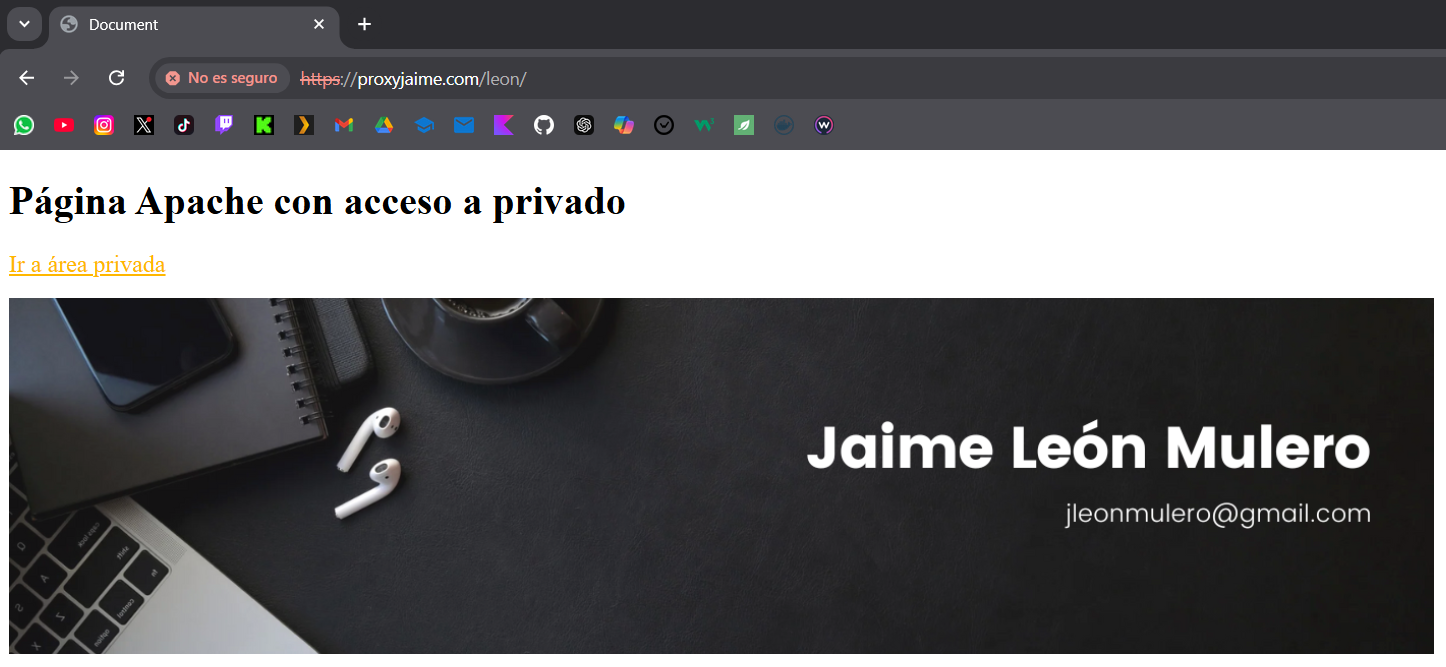 Document
No es seguro
https://proxyjaime.com/leon/
Página Apache con acceso a privado
Ir a área privada
Jaime León Mulero
jleonmulero@gmail.com